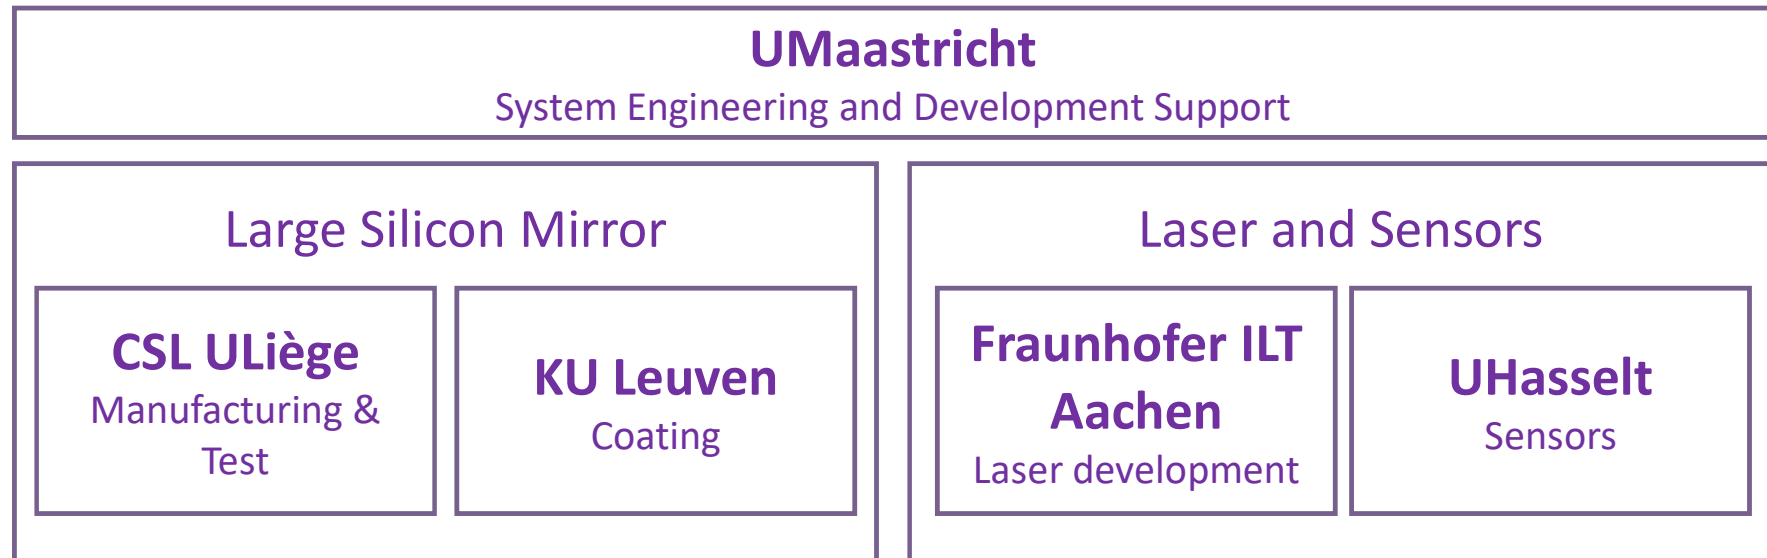 UMaastricht
System Engineering and Development Support
Large Silicon Mirror
CSL ULiège
Manufacturing &
Test
KU Leuven
Coating
Laser and Sensors
Fraunhofer ILT
Aachen
Laser development
UHasselt
Sensors